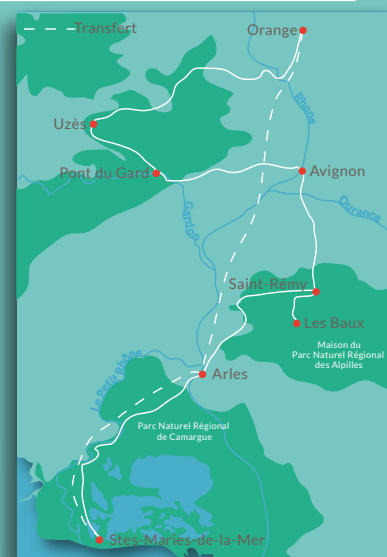 Transfert
Orange
Rhone
Uzès
Pont du Gard
Avignon
Gardon
Durance
Saint-Rémy
Les Baux
Maison du
Parc Naturel Régional
des Alpilles
Le Petit Rhône
Arles
Parc Naturel Régional
de Camargue
Stes-Maries-de-la-Mer